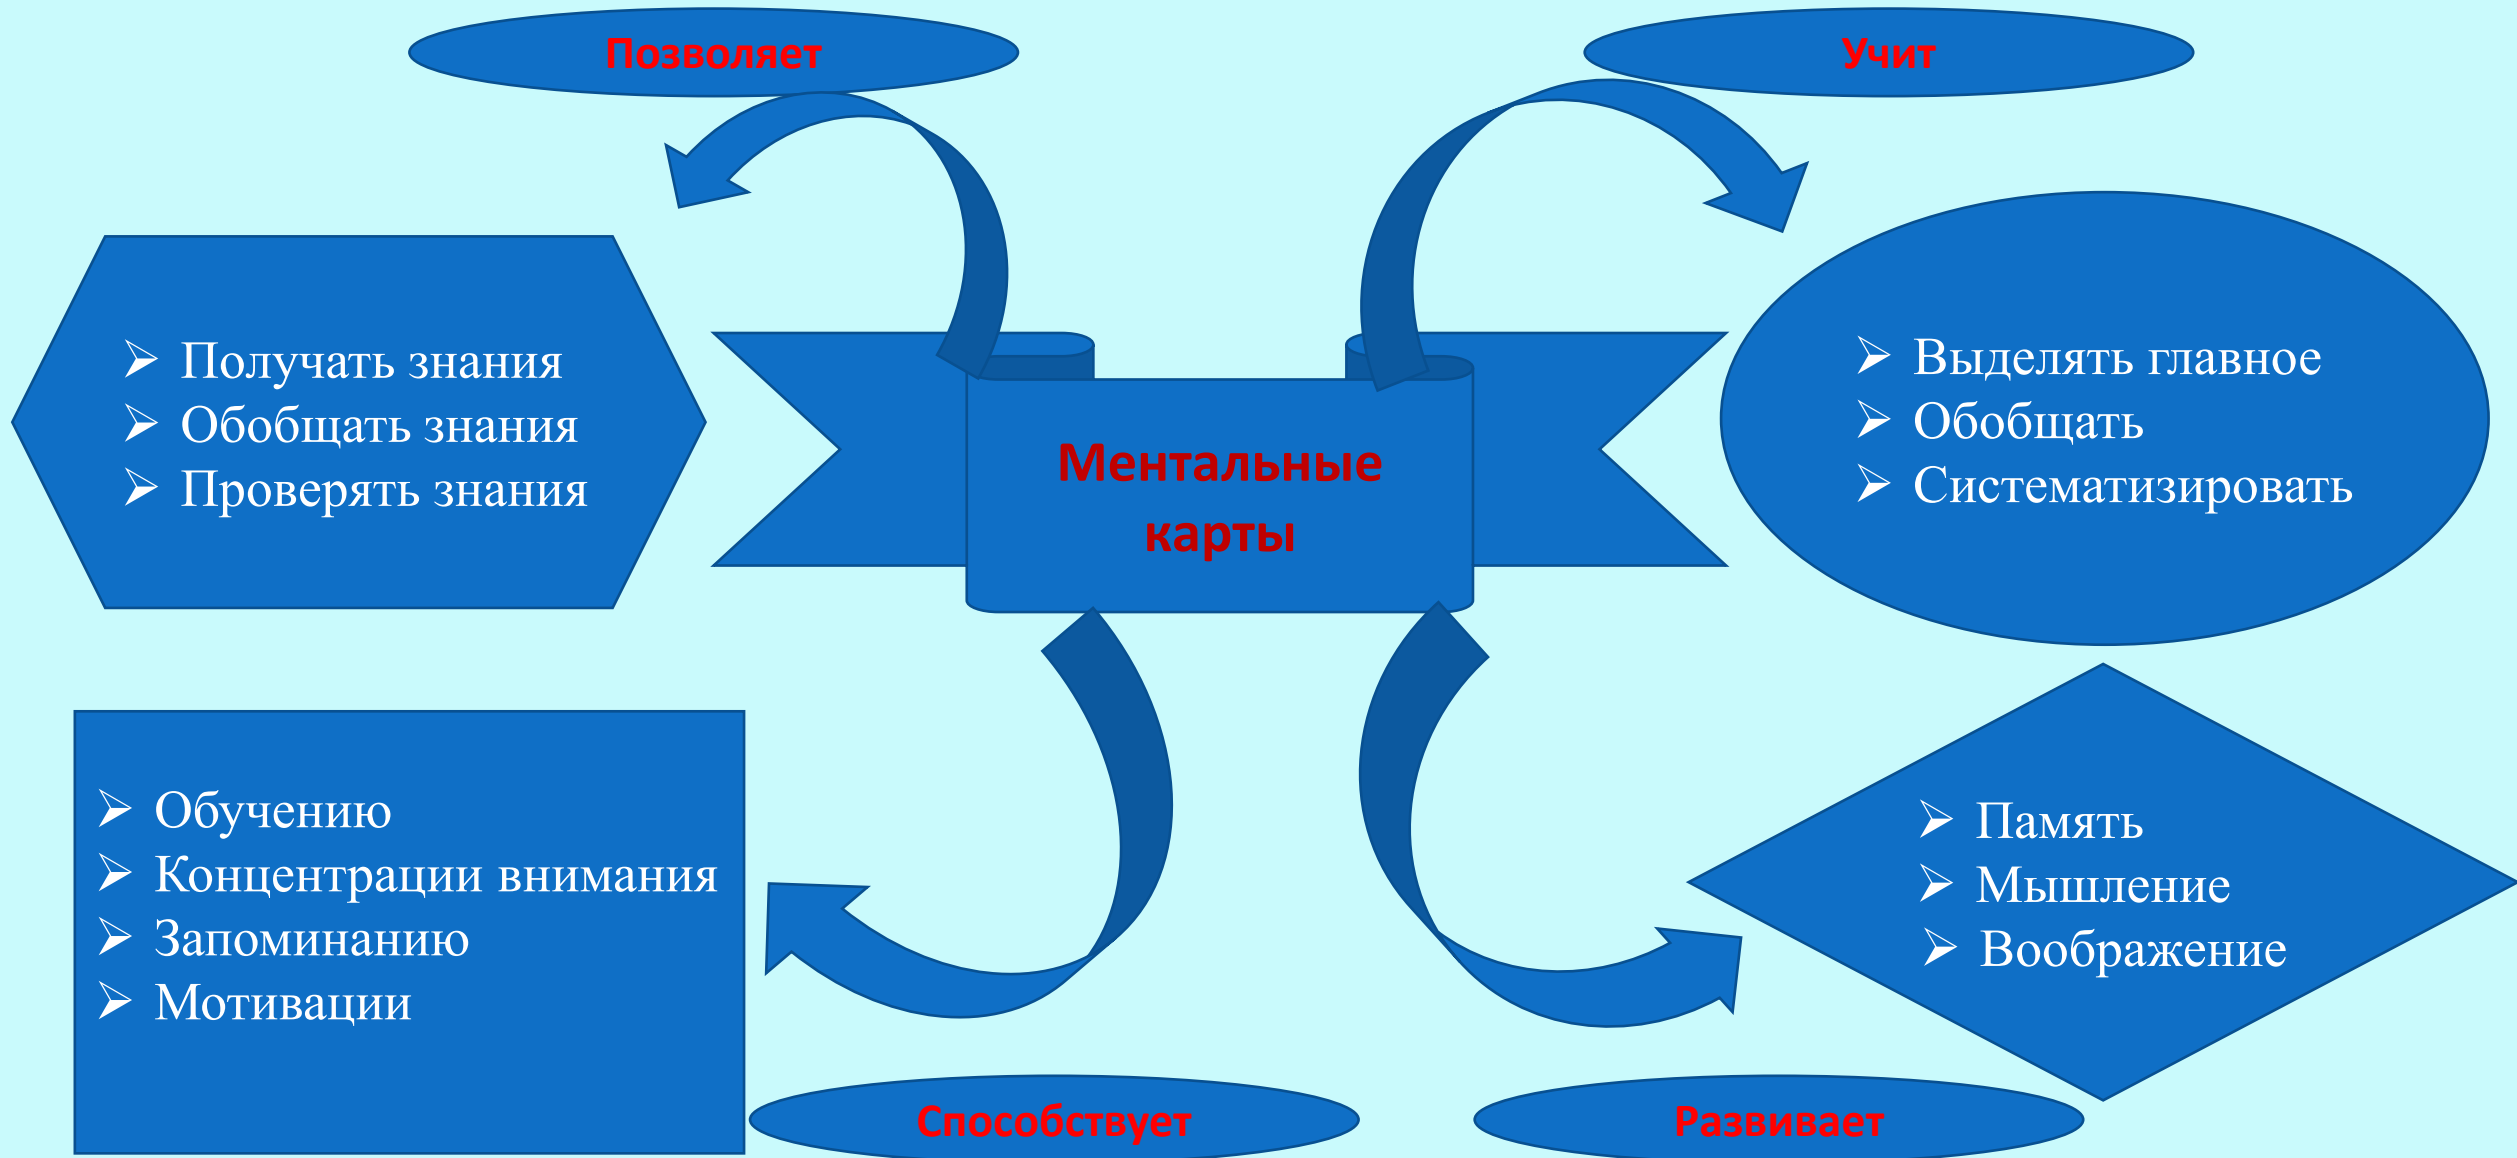 Позволяет
Учит
Получать знания
Обобщать знания
Проверять знания
Ментальные
карты
Выделять главное
Обобщать
Систематизировать
Обучению
Концентрации внимания
Запоминанию
Мотивации
Память
Мышление
Воображение
Способствует
Развивает